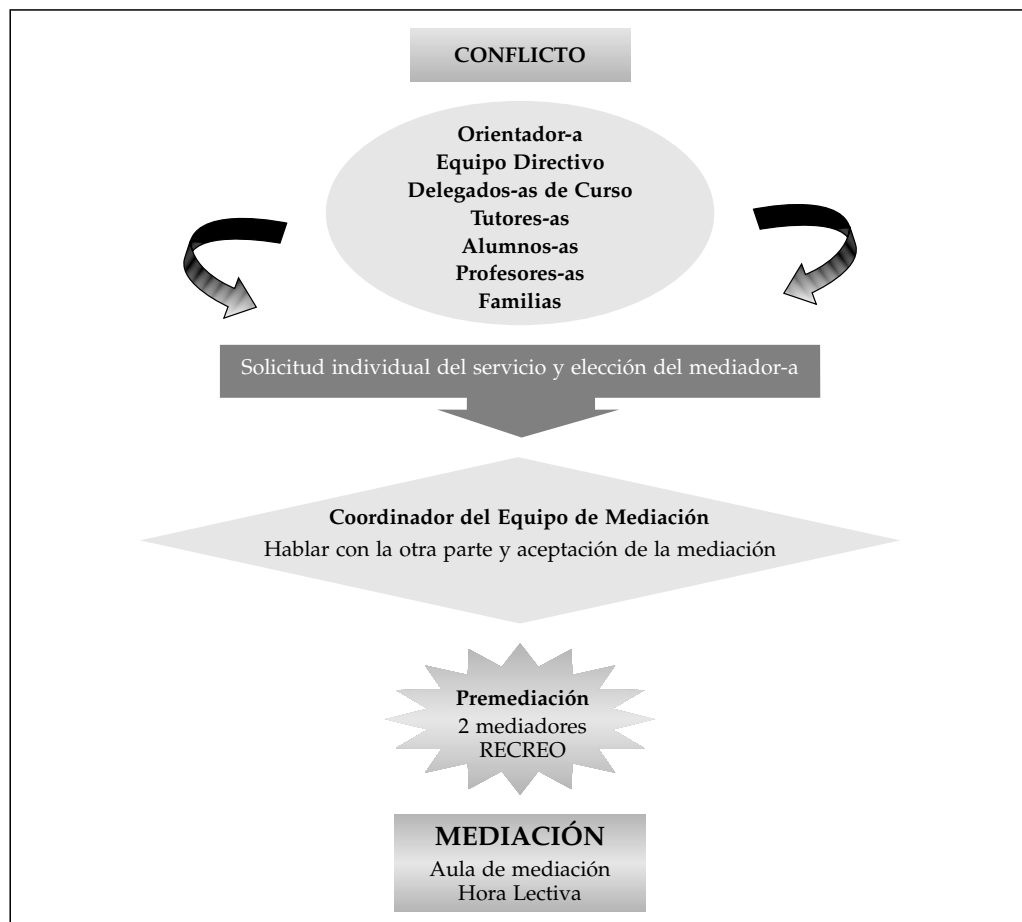 CONFLICTO
Orientador-a
Equipo Directivo
Delegados-as de Curso
Tutores-as
Alumnos-as
Profesores-as
Familias
Solicitud individual del servicio y elección del mediador-a
Coordinador del Equipo de Mediación
Hablar con la otra parte y aceptación de la mediación
Premediación
2 mediadores
RECREO
MEDIACIÓN
Aula de mediación
Hora Lectiva